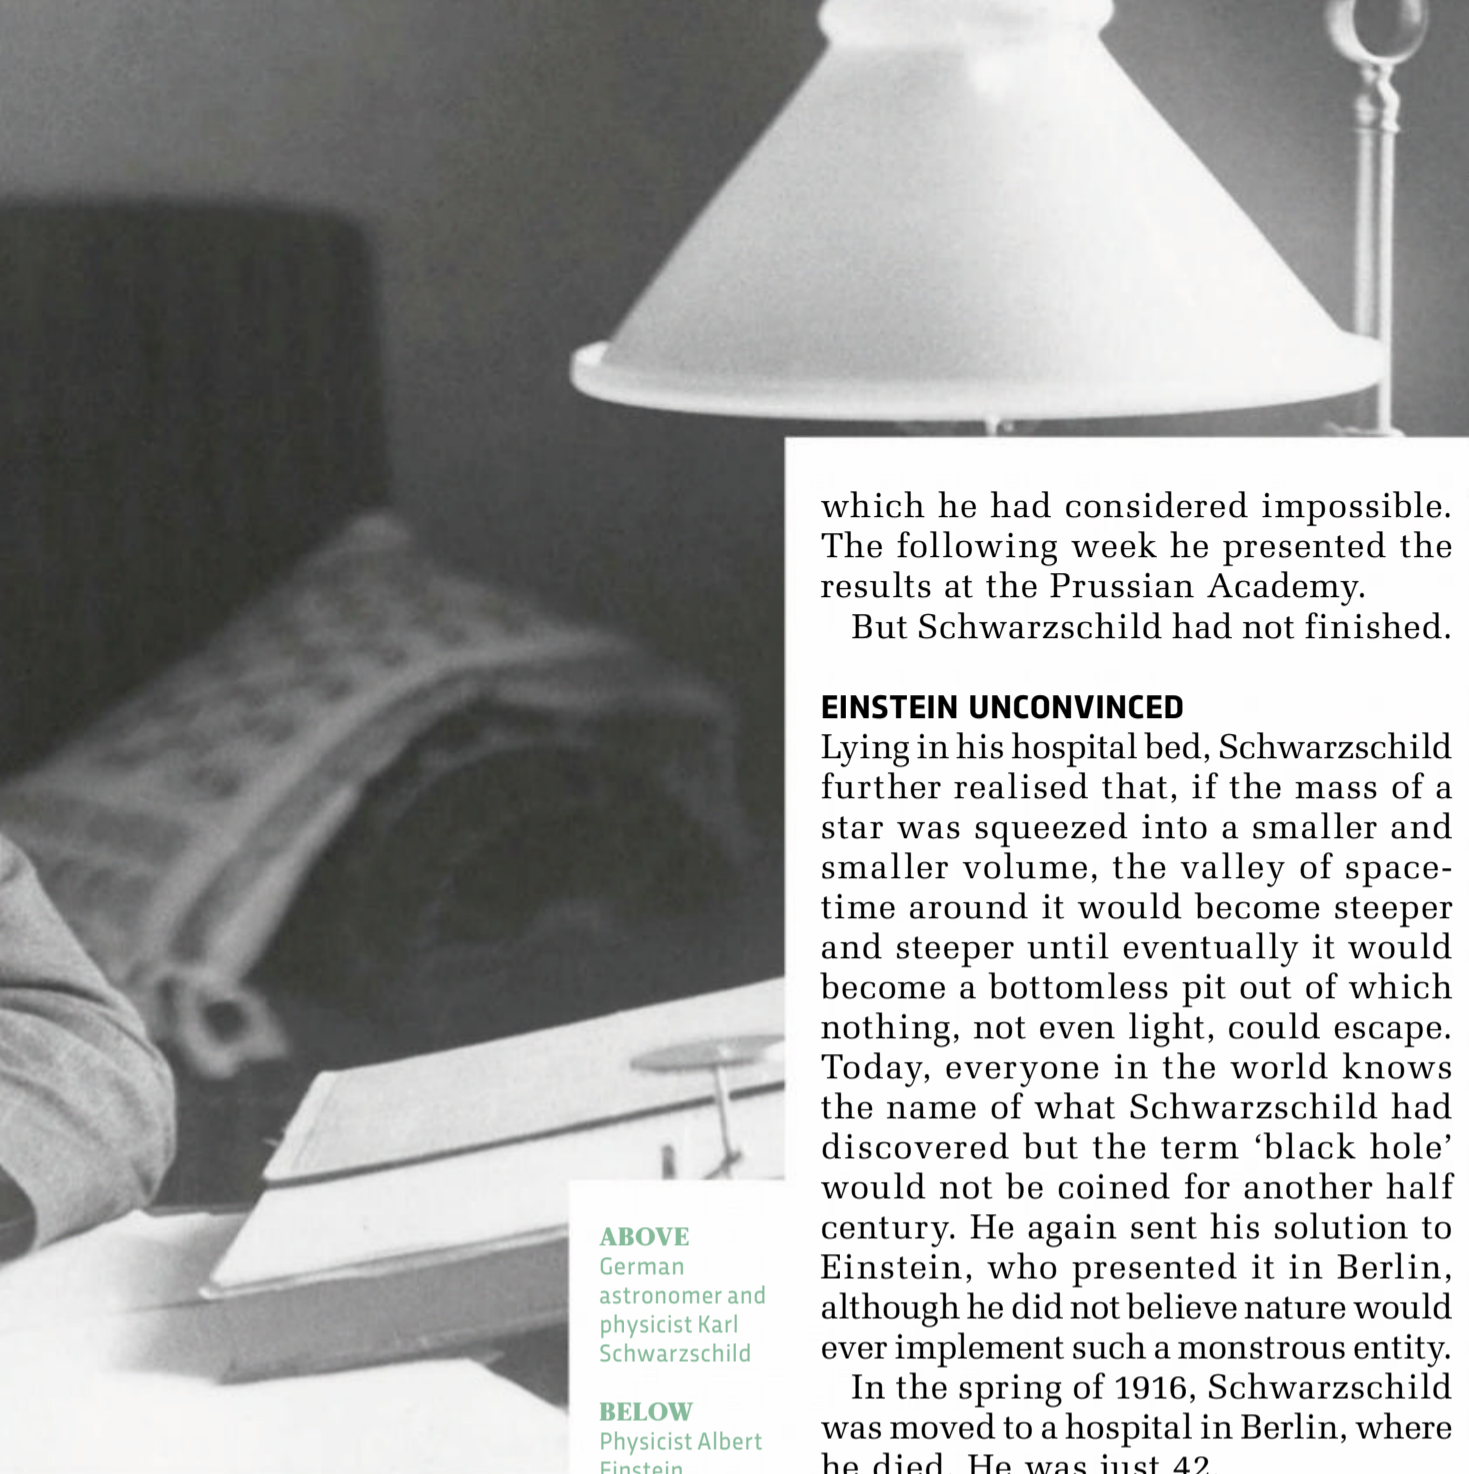 which he had considered impossible.
The following week he presented the
results at the Prussian Academy.
But Schwarzschild had not finished.
EINSTEIN UNCONVINCED
Lying in his hospital bed, Schwarzschild
further realised that, if the mass of a
star was squeezed into a smaller and
smaller volume, the valley of space-
time around it would become steeper
and steeper until eventually it would
become a bottomless pit out of which
nothing, not even light, could escape.
Today, everyone in the world knows
the name of what Schwarzschild had
discovered but the term ‘black hole’
would not be coined for another half
century. He again sent his solution to
Einstein, who presented it in Berlin,
although he did not believe nature would
ever implement such a monstrous entity.
In the spring of 1916, Schwarzschild
was moved to a hospital in Berlin, where
he died. He was just 42.
ABOVE
German
astronomer and
physicist Karl
Schwarzschild
BELOW
Physicist Albert
Einstein